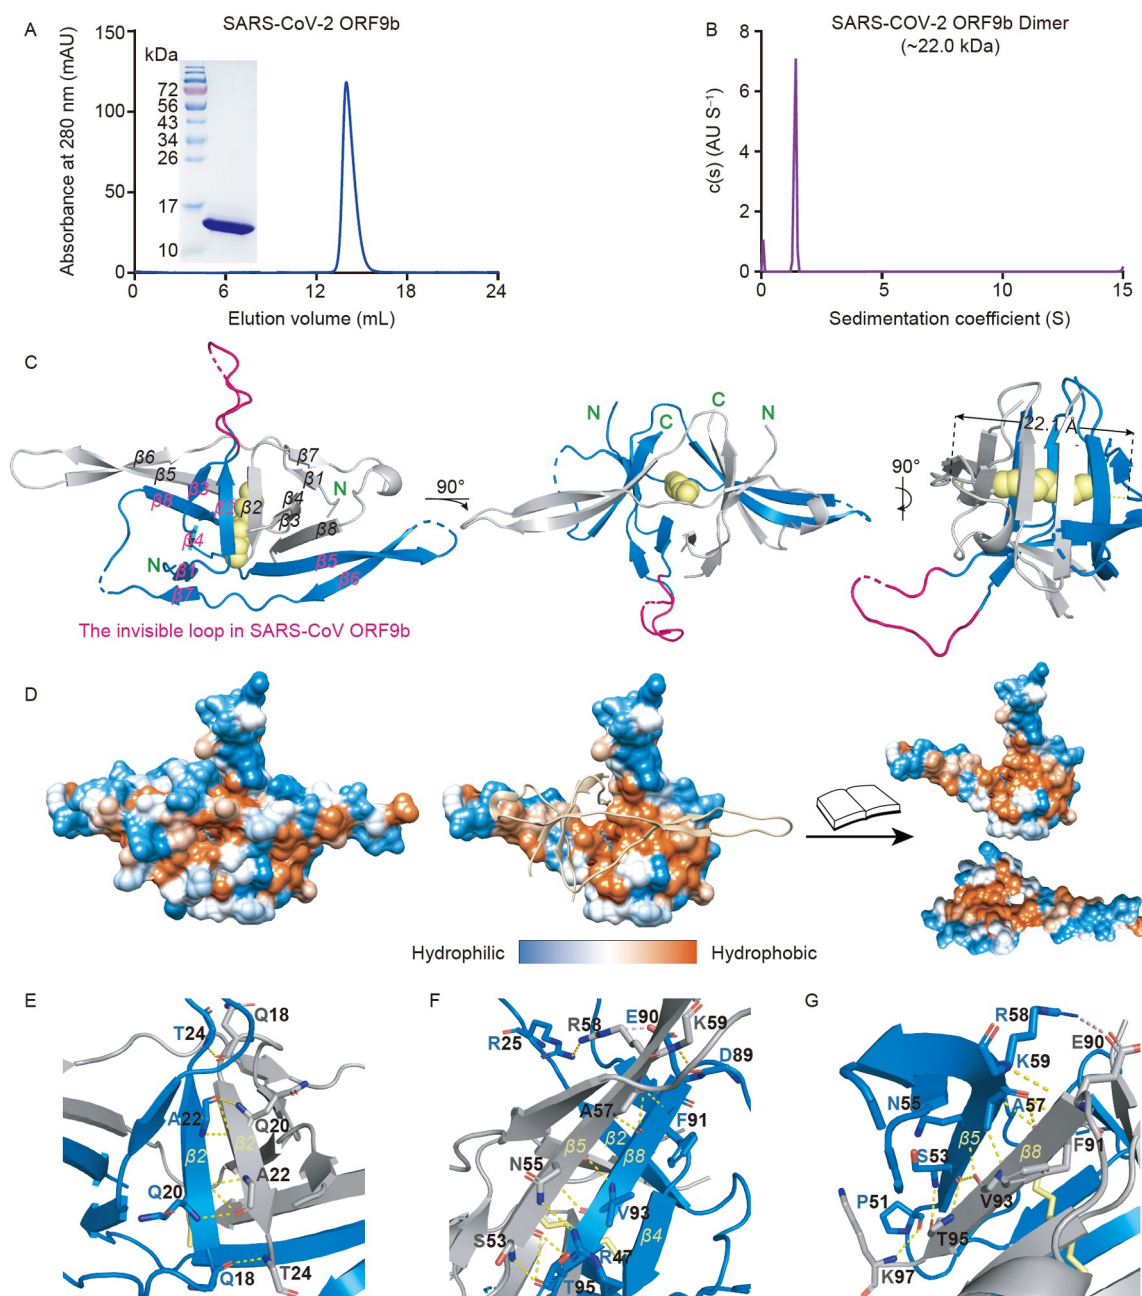 A
SARS-CoV-2 ORF9b
150
100
50
0
Absorbance at 280 nm (mAU)
kDa
72
56
43
34
26
17
10
0
6
12
18
24
Elution volume (mL)
B
SARS-COV-2 ORF9b Dimer
(~22.0 kDa)
8
6
4
2
0
c(s) (AU S⁻¹)
0
5
10
15
Sedimentation coefficient (S)
C
β6
β5
β3
β8
β2
β2
β7
β1
N
β4
β3
β8
β4
N
β1
β7
β5
β6
The invisible loop in SARS-CoV ORF9b
90°
N
C
C
N
90°
22.1 Å
D
Hydrophilic
Hydrophobic
E
Q18
T24
A22
Q20
β2
β2
A22
Q20
Q18
T24
F
R25
R58
E90
K59
D89
A57
F91
β5
β2
β8
N55
V93
β4
S53
R47
T95
G
R58
E90
K59
N55
A57
β5
F91
S53
β8
P51
V93
T95
K97